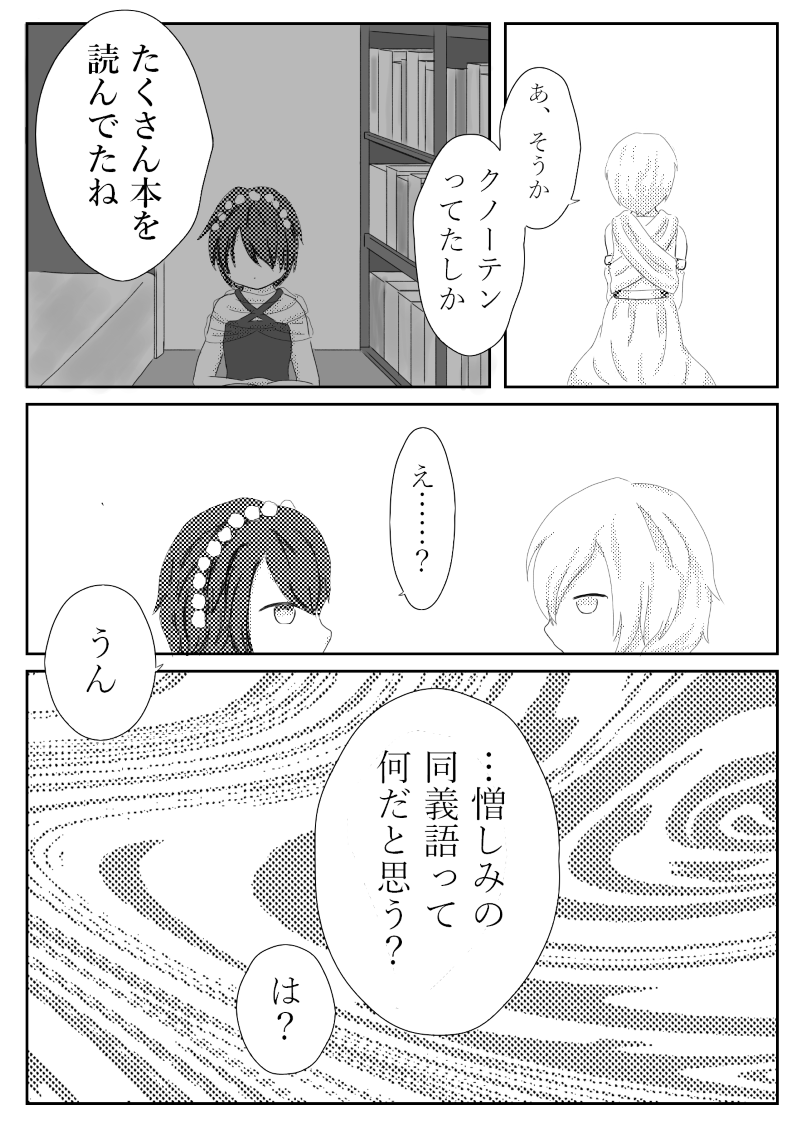 あ、そうか
クノーテン
ってたしか
たくさん本を
読んでたね
え……？
うん
…憎しみの
同義語って
何だと思う？
は？